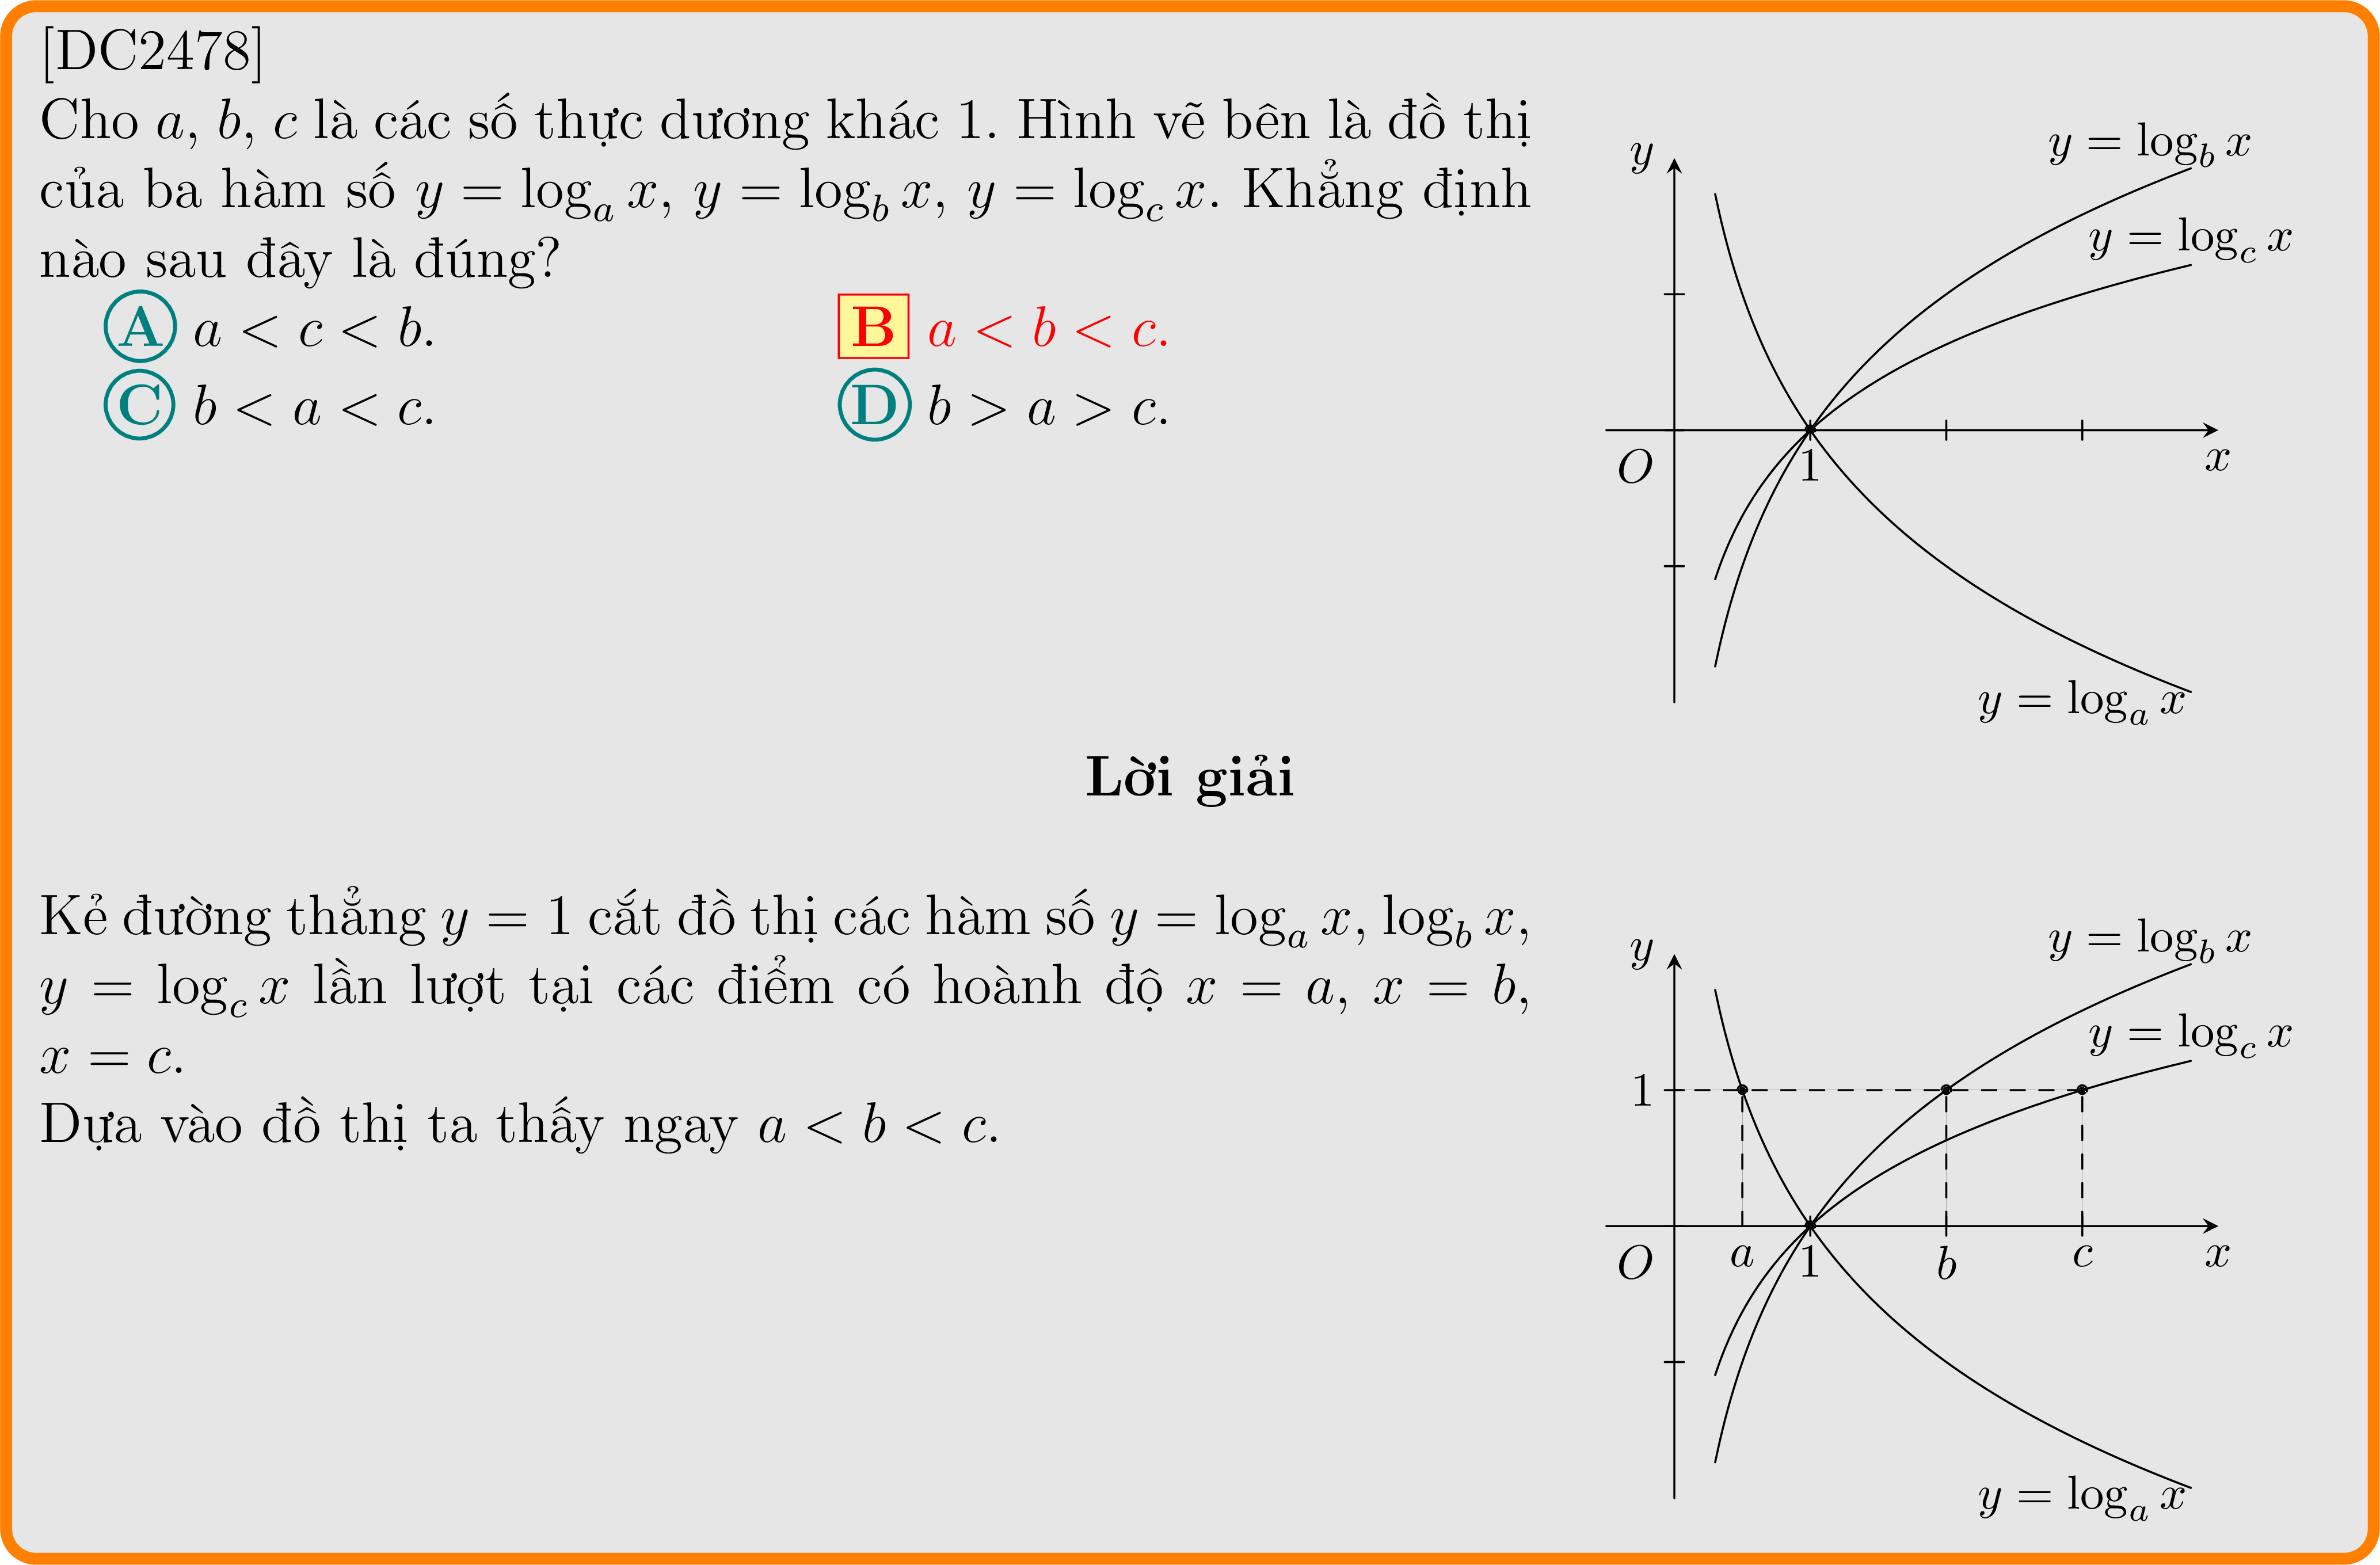 [DC2478]
Cho a, b, c là các số thực dương khác 1. Hình vẽ bên là đồ thị
của ba hàm số y = log_a x, y = log_b x, y = log_c x. Khẳng định
nào sau đây là đúng?
A a < c < b.
B a < b < c.
C b < a < c.
D b > a > c.
y
y = log_b x
y = log_c x
O
1
x
y = log_a x
Lời giải
Kẻ đường thẳng y = 1 cắt đồ thị các hàm số y = log_a x, log_b x,
y = log_c x lần lượt tại các điểm có hoành độ x = a, x = b,
x = c.
Dựa vào đồ thị ta thấy ngay a < b < c.
y
y = log_b x
y = log_c x
1
O
a
1
b
c
x
y = log_a x